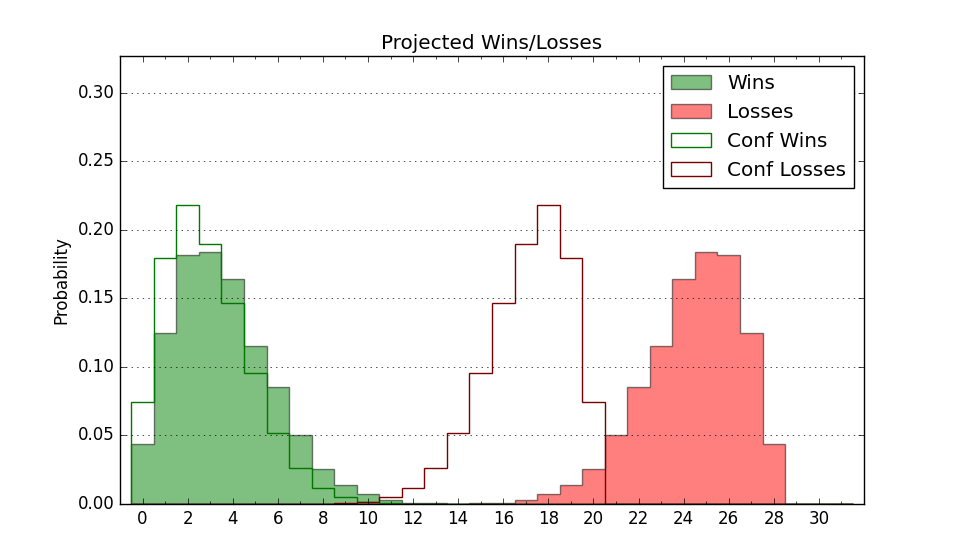 Projected Wins/Losses
0.30
0.25
0.20
0.15
0.10
0.05
0.00
Probability
Wins
Losses
Conf Wins
Conf Losses
0 2 4 6 8 10 12 14 16 18 20 22 24 26 28 30